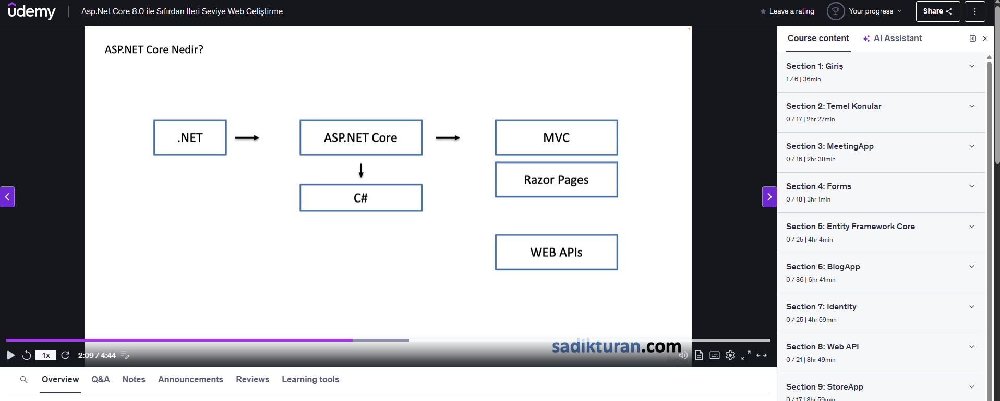 udemy
Asp.Net Core 8.0 ile Sıfırdan İleri Seviye Web Geliştirme
Leave a rating
Your progress
Share
ASP.NET Core Nedir?
.NET
ASP.NET Core
MVC
Razor Pages
C#
WEB APIs
sadikturan.com
1x
2:09 / 4:44
Overview
Q&A
Notes
Announcements
Reviews
Learning tools
Course content
AI Assistant
Section 1: Giriş
1 / 6 | 36min
Section 2: Temel Konular
0 / 17 | 2hr 27min
Section 3: MeetingApp
0 / 16 | 2hr 38min
Section 4: Forms
0 / 18 | 3hr 1min
Section 5: Entity Framework Core
0 / 25 | 4hr 4min
Section 6: BlogApp
0 / 36 | 6hr 41min
Section 7: Identity
0 / 25 | 4hr 59min
Section 8: Web API
0 / 21 | 3hr 49min
Section 9: StoreApp
0 / 17 | 3hr 59min